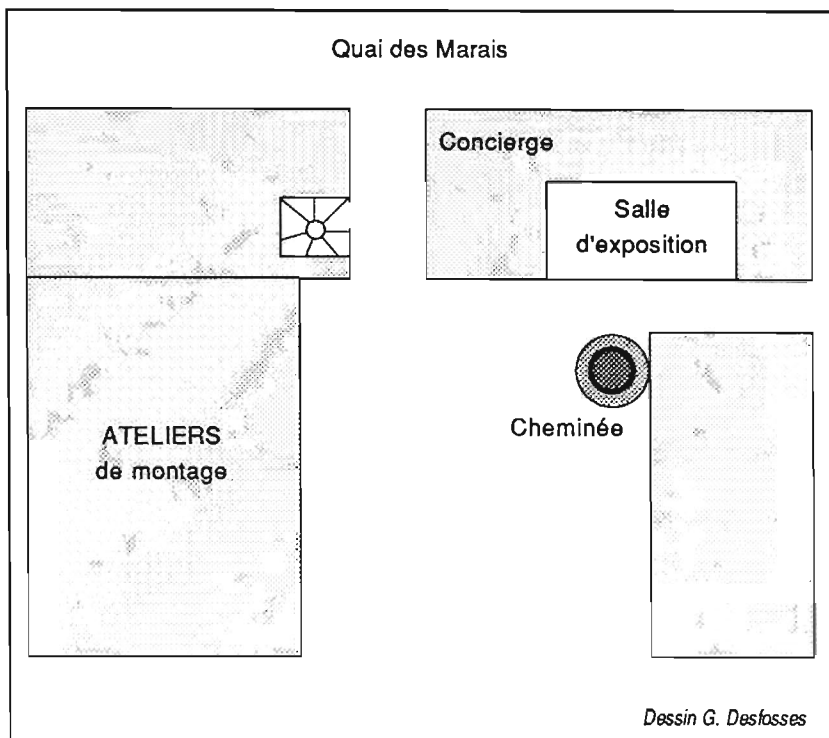 Quai des Marais
Concierge
Salle
d'exposition
Cheminée
ATELIERS
de montage
Dessin G. Desfosses